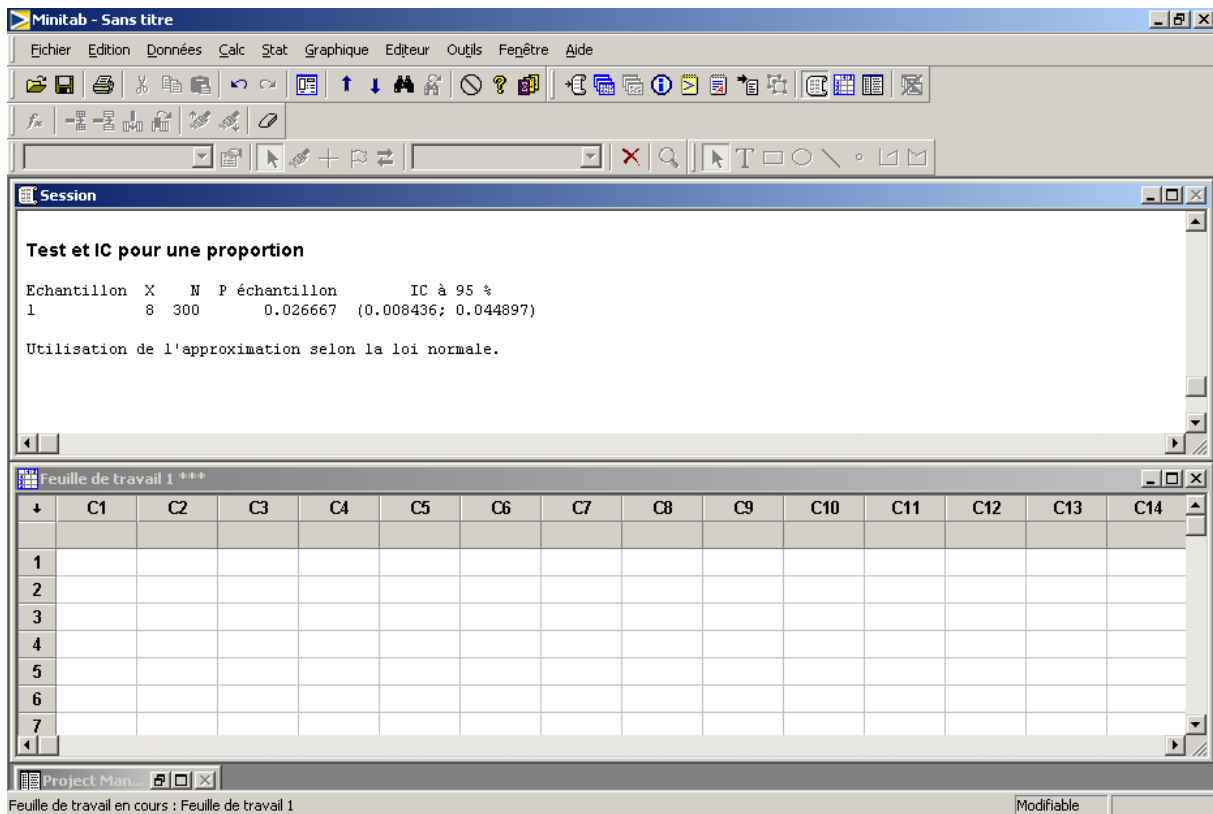 Minitab - Sans titre
Fichier Edition Données Calc Stat Graphique Editeur Outils Fenêtre Aide
Session
Test et IC pour une proportion
Echantillon X N P échantillon IC à 95 %
1 8 300 0.026667 (0.008436; 0.044897)
Utilisation de l'approximation selon la loi normale.
Feuille de travail 1 ***
C1 C2 C3 C4 C5 C6 C7 C8 C9 C10 C11 C12 C13 C14
1
2
3
4
5
6
7
Project Man...
Feuille de travail en cours : Feuille de travail 1 Modifiable